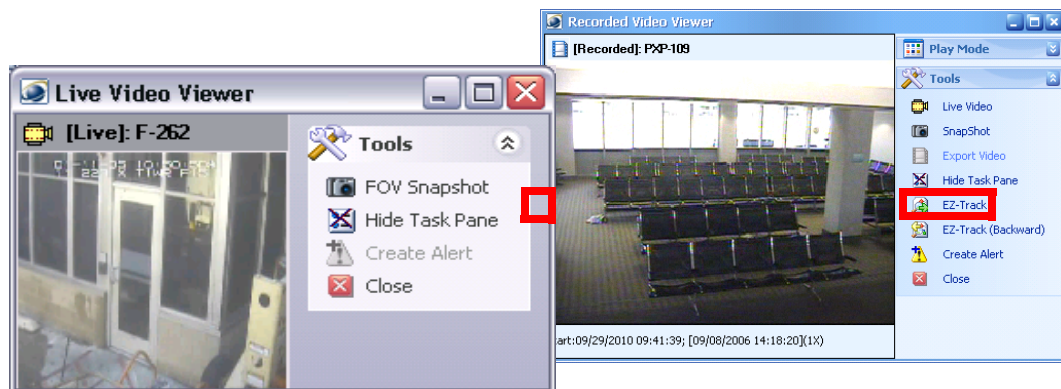 Recorded Video Viewer
[Recorded]: PXP-109
Play Mode
Tools
Live Video
SnapShot
Export Video
Hide Task Pane
EZ-Track
EZ-Track (Backward)
Create Alert
Close
art:09/29/2010 09:41:39; [09/08/2006 14:18:20](1X)
Live Video Viewer
[Live]: F-262
Tools
FOV Snapshot
Hide Task Pane
Create Alert
Close